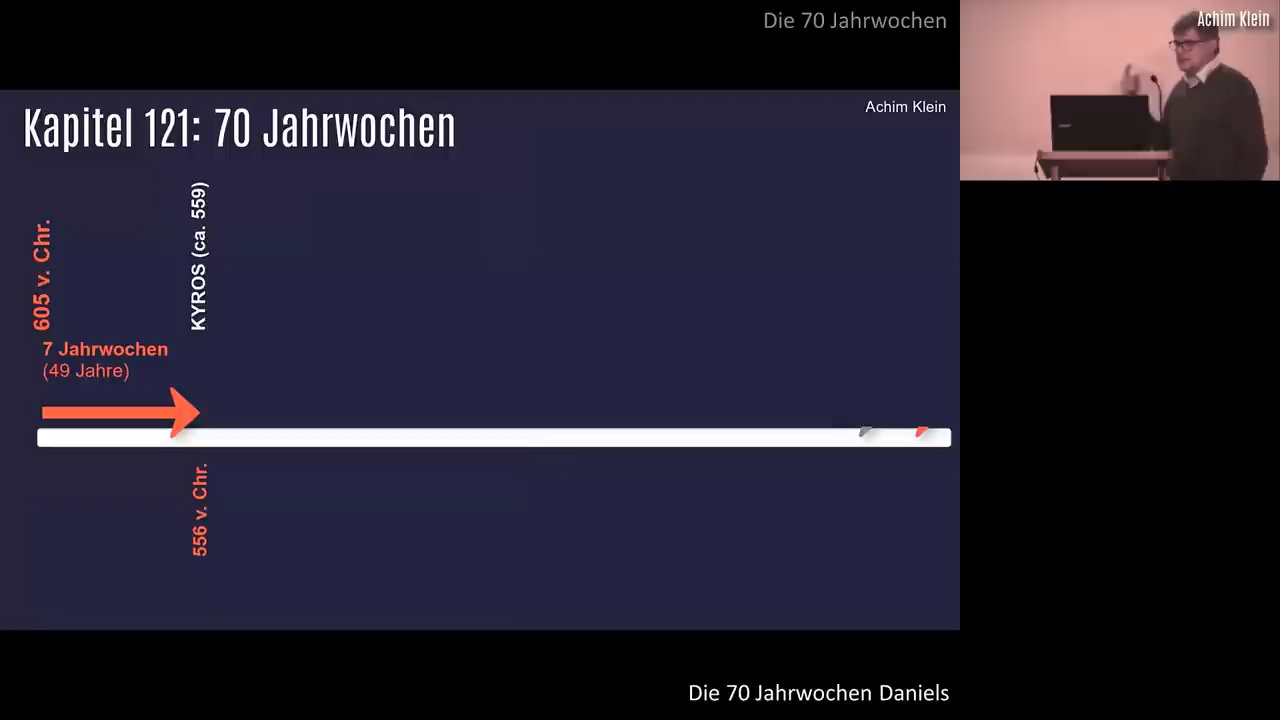 Die 70 Jahrwochen
Achim Klein
Achim Klein
Kapitel 121: 70 Jahrwochen
605 v. Chr.
KYROS (ca. 559)
7 Jahrwochen
(49 Jahre)
556 v. Chr.
Die 70 Jahrwochen Daniels